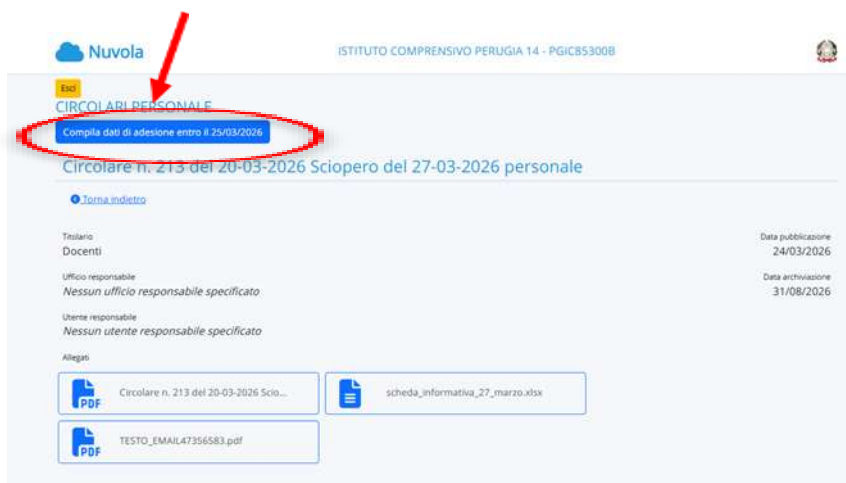 Nuvola
ISTITUTO COMPRENSIVO PERUGIA 14 - PGIC85300B
Esci
CIRCOLARI PERSONALE
Compila dati di adesione entro il 25/03/2026
Circolare n. 213 del 20-03-2026 Sciopero del 27-03-2026 personale
Torna indietro
Titolario
Docenti
Data pubblicazione
24/03/2026
Ufficio responsabile
Nessun ufficio responsabile specificato
Data archiviazione
31/08/2026
Utente responsabile
Nessun utente responsabile specificato
Allegati
PDF
Circolare n. 213 del 20-03-2026 Scio...
scheda_informativa_27_marzo.xlsx
PDF
TESTO_EMAIL47356583.pdf